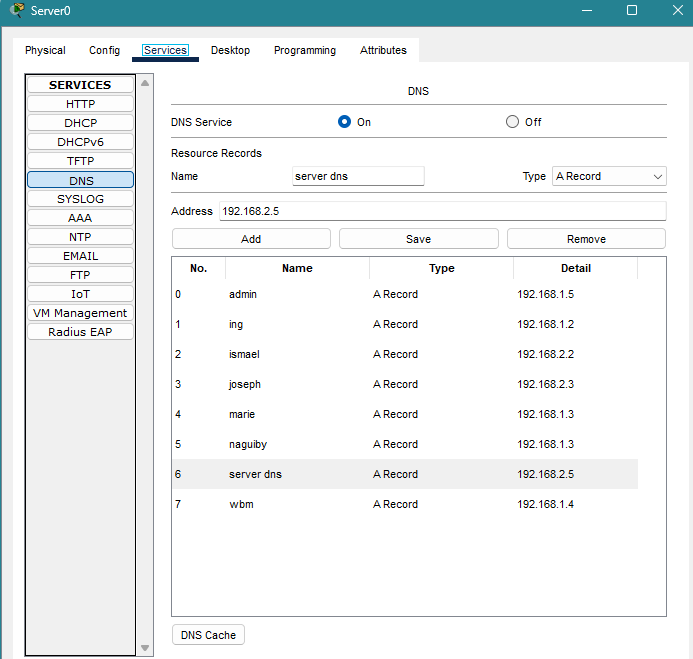 Server0
Physical Config Services Desktop Programming Attributes
SERVICES
HTTP
DHCP
DHCPv6
TFTP
DNS
SYSLOG
AAA
NTP
EMAIL
FTP
IoT
VM Management
Radius EAP
DNS
DNS Service On Off
Resource Records
Name server dns Type A Record
Address 192.168.2.5
Add Save Remove
No. Name Type Detail
0 admin A Record 192.168.1.5
1 ing A Record 192.168.1.2
2 ismael A Record 192.168.2.2
3 joseph A Record 192.168.2.3
4 marie A Record 192.168.1.3
5 naguiby A Record 192.168.1.3
6 server dns A Record 192.168.2.5
7 wbm A Record 192.168.1.4
DNS Cache